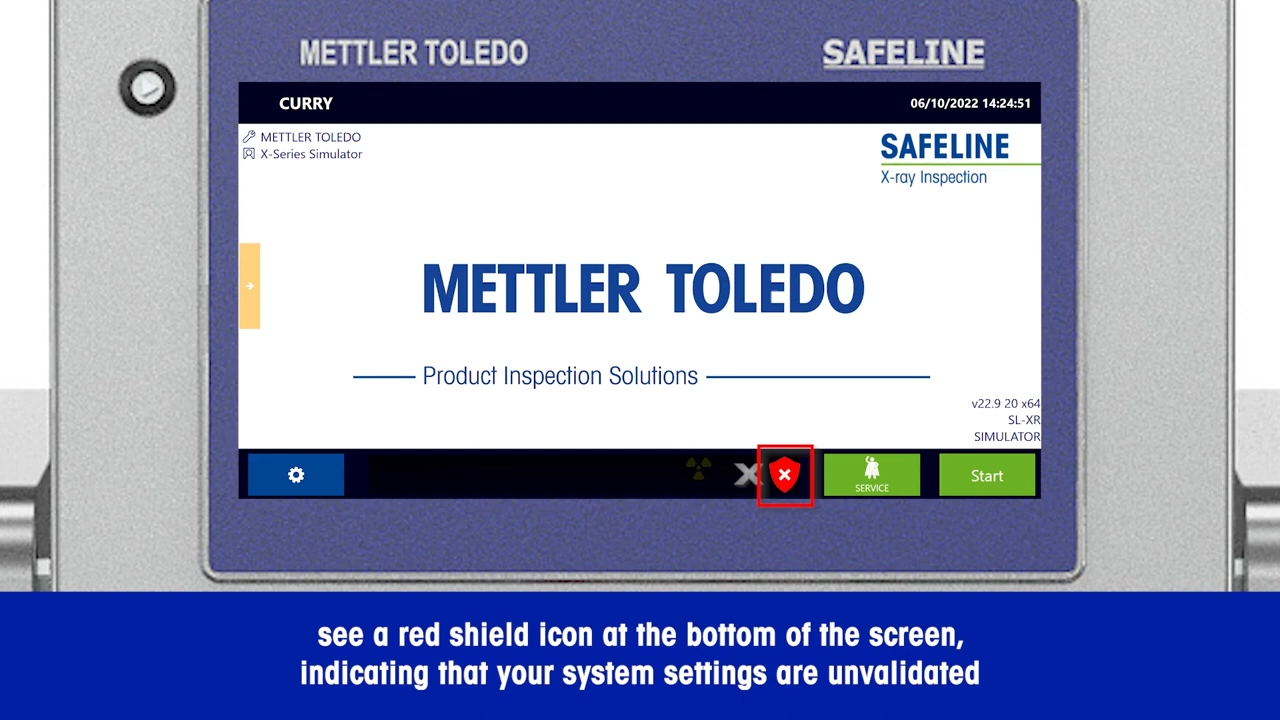 METTLER TOLEDO
SAFELINE
CURRY
06/10/2022 14:24:51
METTLER TOLEDO
X-Series Simulator
SAFELINE
X-ray Inspection
METTLER TOLEDO
Product Inspection Solutions
v22.9 20 x64
SL-XR
SIMULATOR
SERVICE
Start
see a red shield icon at the bottom of the screen,
indicating that your system settings are unvalidated